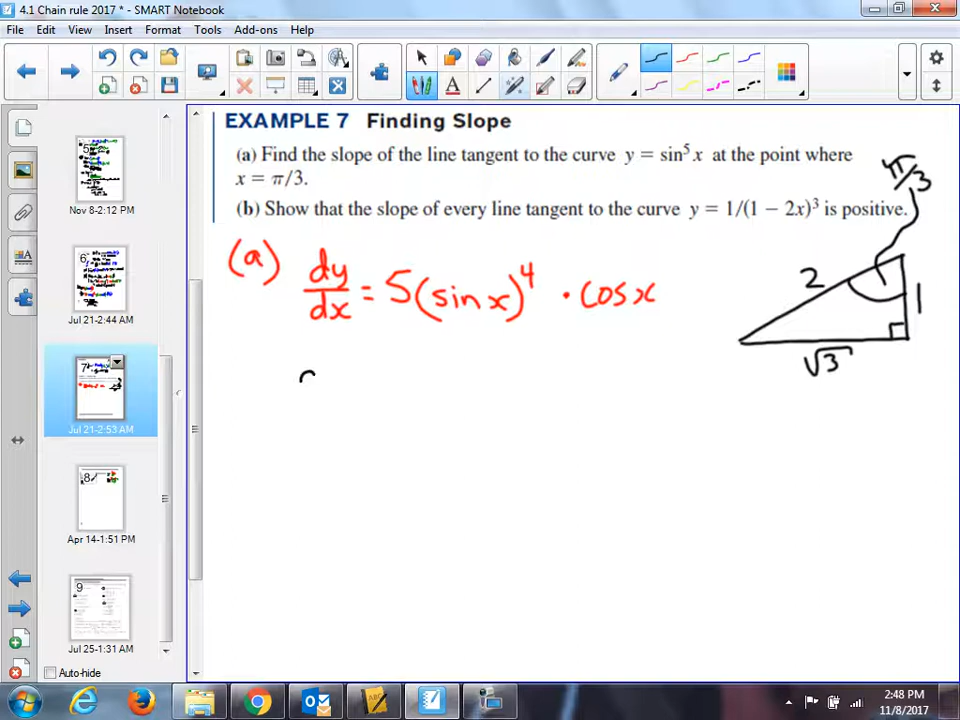 4.1 Chain rule 2017 * - SMART Notebook
File Edit View Insert Format Tools Add-ons Help
EXAMPLE 7 Finding Slope
(a) Find the slope of the line tangent to the curve y = sin⁵ x at the point where
x = π/3.
(b) Show that the slope of every line tangent to the curve y = 1/(1 − 2x)³ is positive.
π/3
(a) dy/dx = 5(sin x)⁴ · cos x
2
1
√3
5
Nov 8-2:12 PM
6
Jul 21-2:44 AM
7
Jul 21-2:53 AM
8
Apr 14-1:51 PM
9
Jul 25-1:31 AM
Auto-hide
2:48 PM
11/8/2017